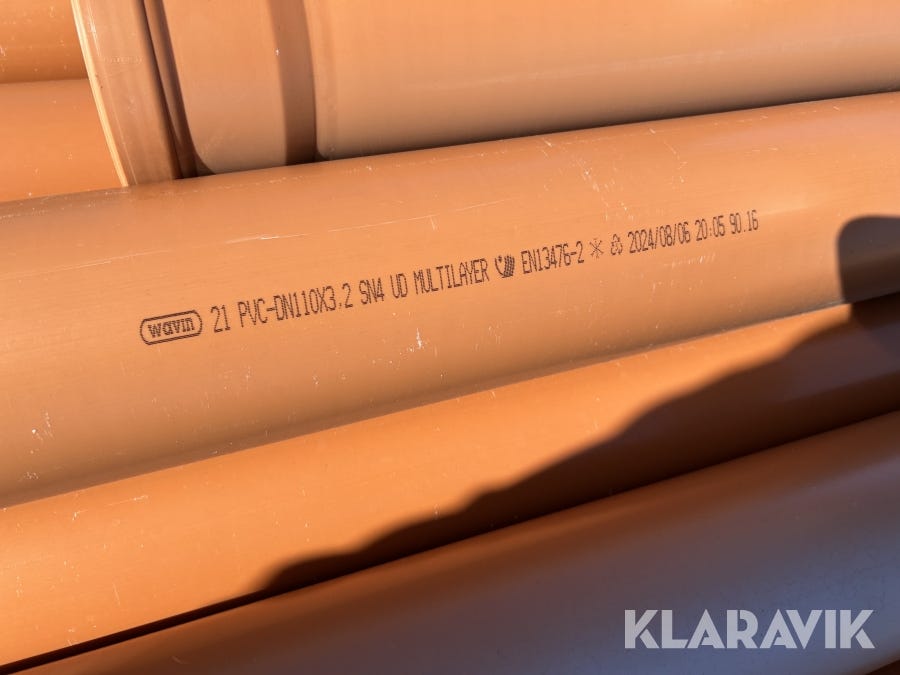 wavin 21 PVC-DN110X3.2 SN4 UD MULTILAYER EN13476-2 2024/08/06 20:05 90.16
KLARAVIK